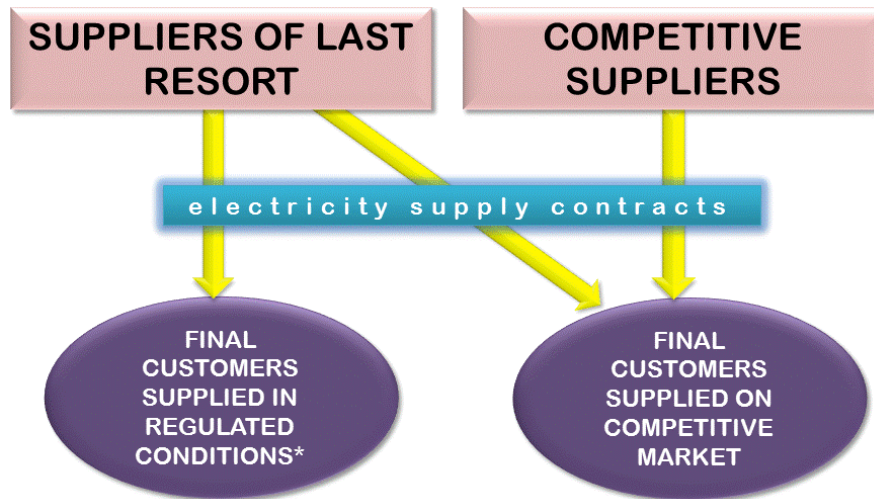 SUPPLIERS OF LAST
RESORT
COMPETITIVE
SUPPLIERS
electricity supply contracts
FINAL
CUSTOMERS
SUPPLIED IN
REGULATED
CONDITIONS*
FINAL
CUSTOMERS
SUPPLIED ON
COMPETITIVE
MARKET